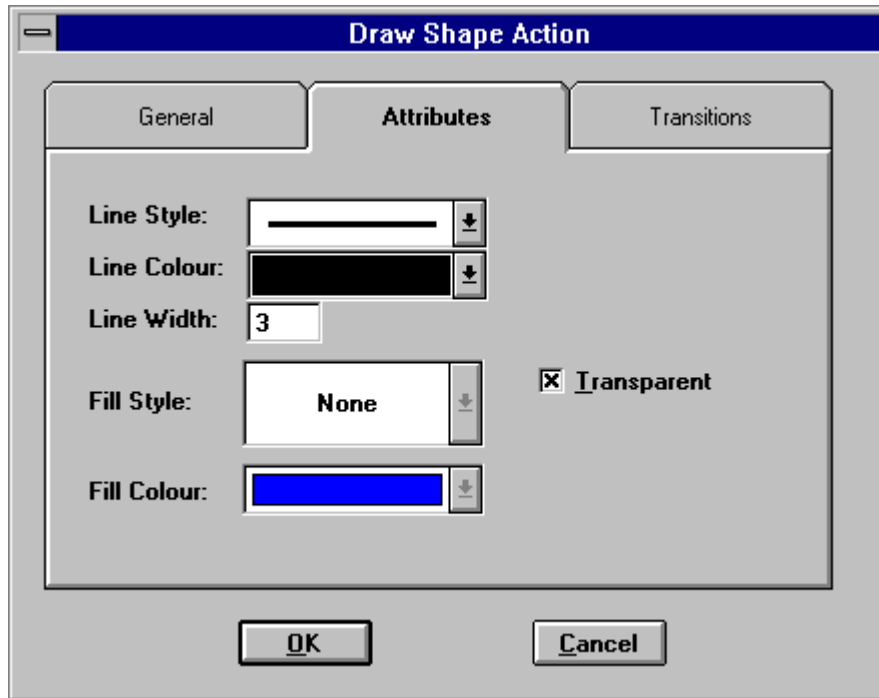 Draw Shape Action
General Attributes Transitions
Line Style:
Line Colour:
Line Width: 3
Fill Style: None
Transparent
Fill Colour:
OK Cancel